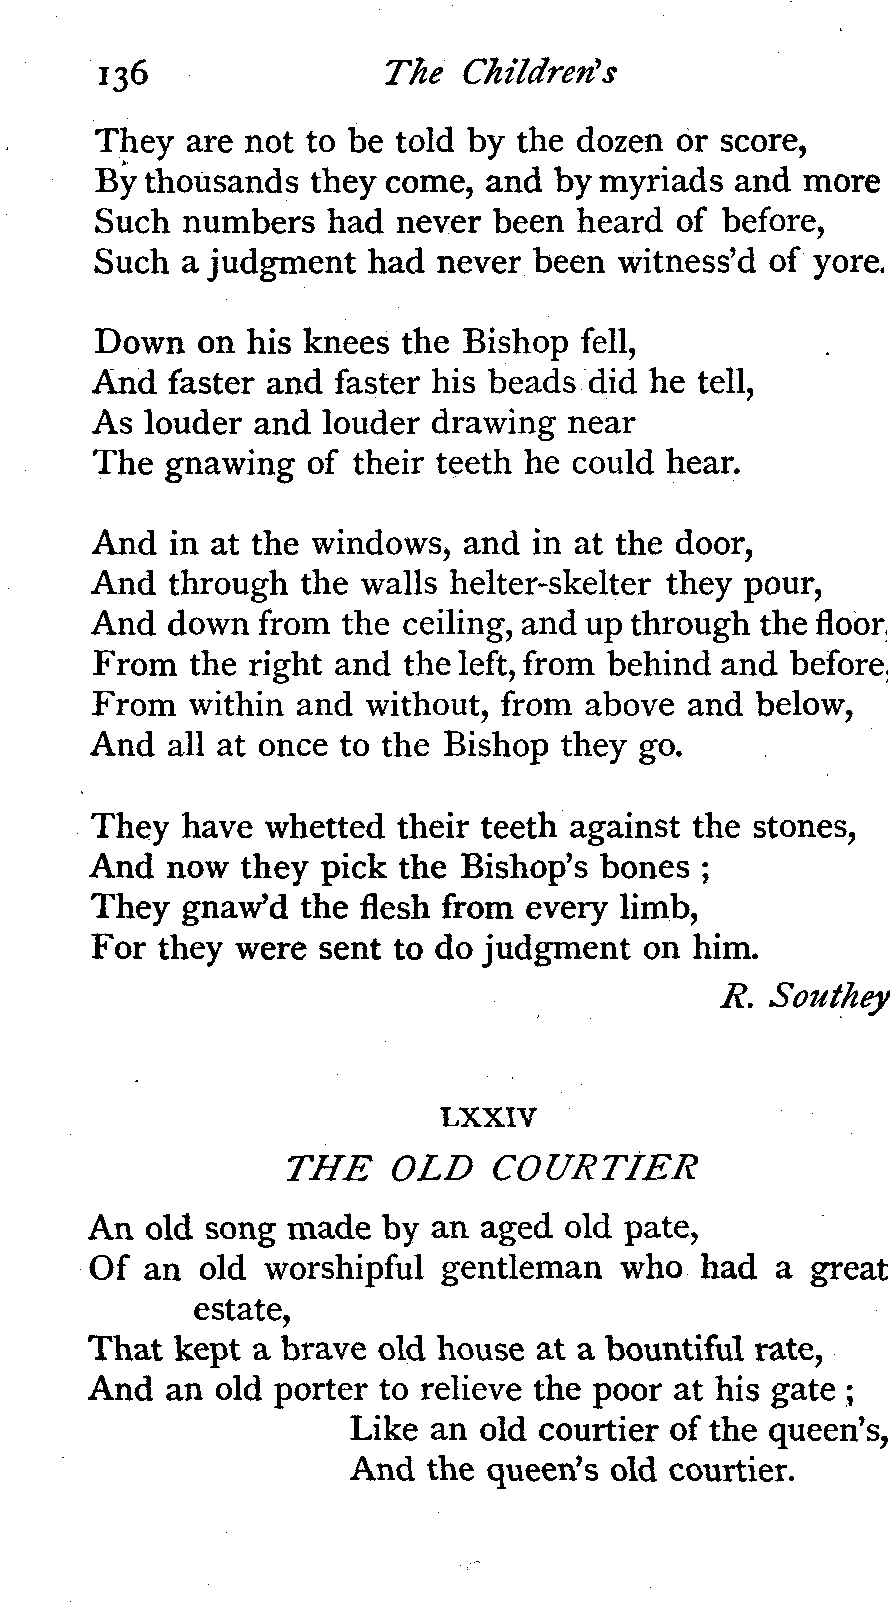 136 The Children's
They are not to be told by the dozen or score,
By thousands they come, and by myriads and more
Such numbers had never been heard of before,
Such a judgment had never been witness'd of yore.
Down on his knees the Bishop fell,
And faster and faster his beads did he tell,
As louder and louder drawing near
The gnawing of their teeth he could hear.
And in at the windows, and in at the door,
And through the walls helter-skelter they pour,
And down from the ceiling, and up through the floor,
From the right and the left, from behind and before,
From within and without, from above and below,
And all at once to the Bishop they go.
They have whetted their teeth against the stones,
And now they pick the Bishop's bones ;
They gnaw'd the flesh from every limb,
For they were sent to do judgment on him.
R. Southey
LXXIV
THE OLD COURTIER
An old song made by an aged old pate,
Of an old worshipful gentleman who had a great
estate,
That kept a brave old house at a bountiful rate,
And an old porter to relieve the poor at his gate ;
Like an old courtier of the queen's,
And the queen's old courtier.